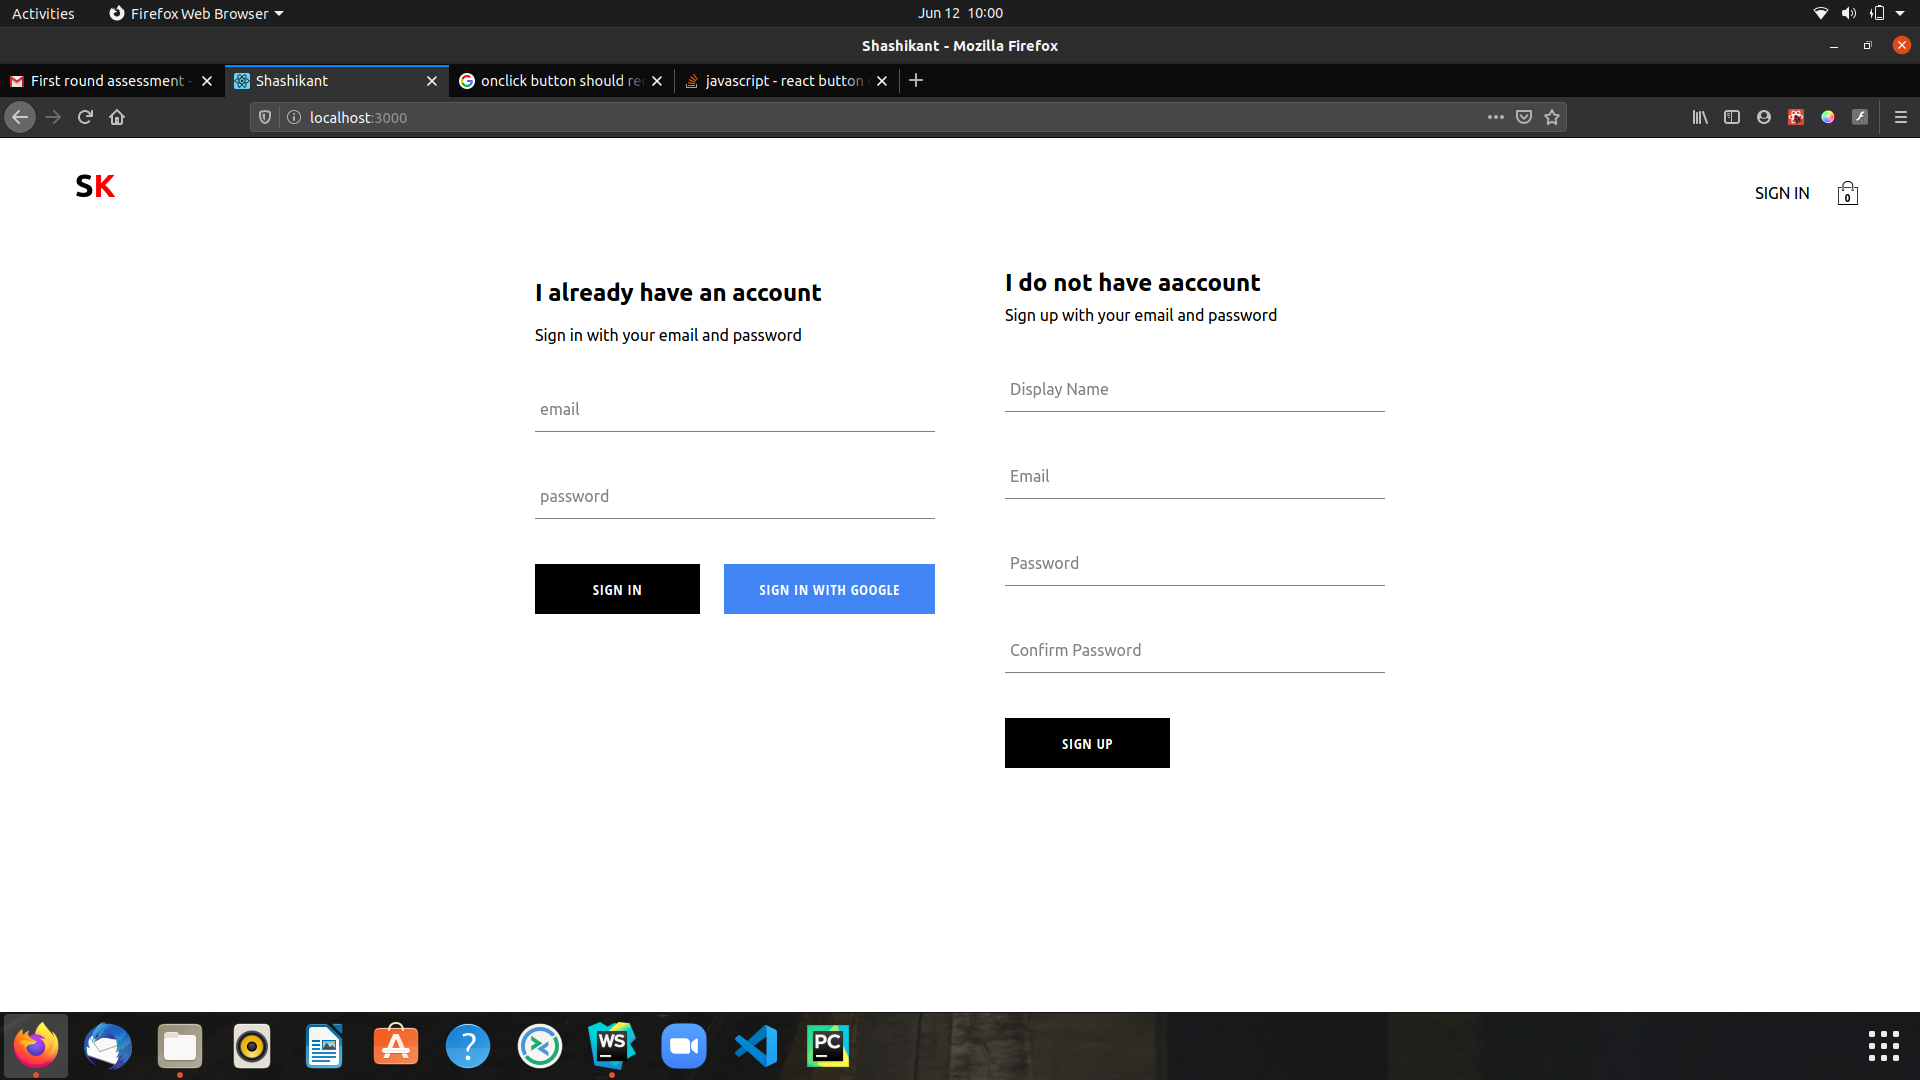 Activities Firefox Web Browser Jun 12 10:00
Shashikant - Mozilla Firefox
First round assessment - Shashikant onclick button should re javascript - react button
localhost:3000
SK
SIGN IN 0
I already have an account
Sign in with your email and password
email
password
SIGN IN SIGN IN WITH GOOGLE
I do not have aaccount
Sign up with your email and password
Display Name
Email
Password
Confirm Password
SIGN UP
WS
PC